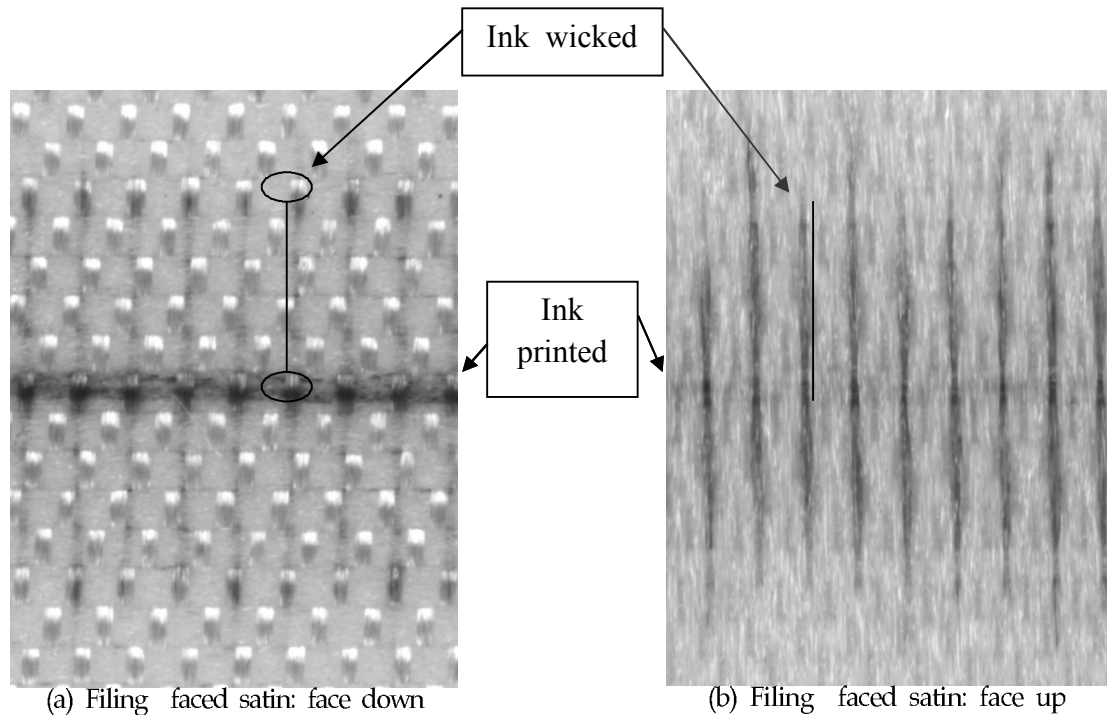 Ink wicked
Ink
printed
(a) Filing faced satin: face down
(b) Filing faced satin: face up